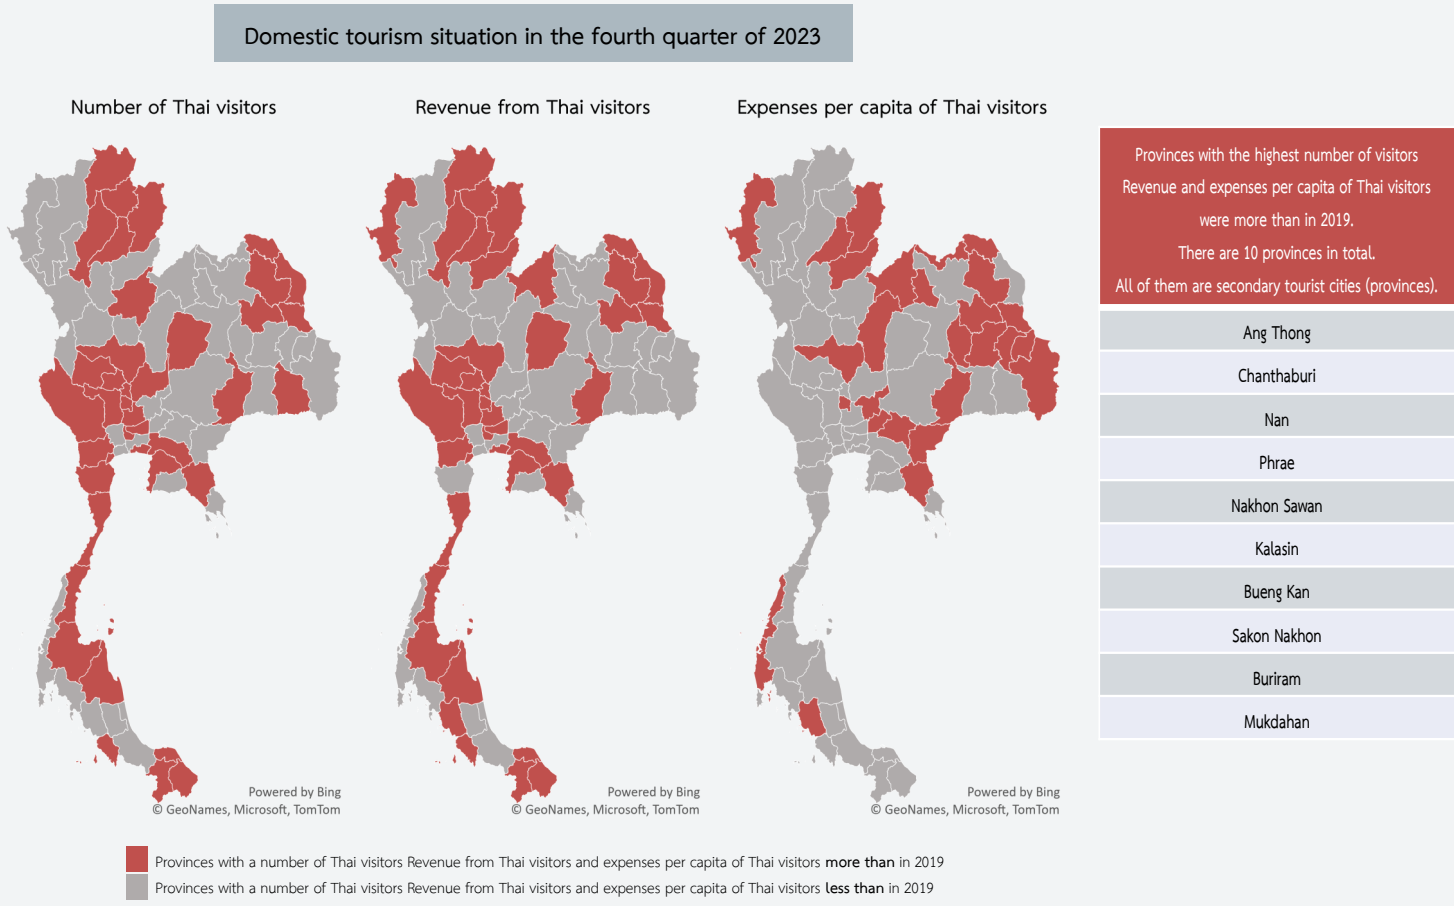 Domestic tourism situation in the fourth quarter of 2023
Number of Thai visitors
Revenue from Thai visitors
Expenses per capita of Thai visitors
Powered by Bing
© GeoNames, Microsoft, TomTom
Powered by Bing
© GeoNames, Microsoft, TomTom
Powered by Bing
© GeoNames, Microsoft, TomTom
Provinces with the highest number of visitors
Revenue and expenses per capita of Thai visitors
were more than in 2019.
There are 10 provinces in total.
All of them are secondary tourist cities (provinces).
Ang Thong
Chanthaburi
Nan
Phrae
Nakhon Sawan
Kalasin
Bueng Kan
Sakon Nakhon
Buriram
Mukdahan
Provinces with a number of Thai visitors Revenue from Thai visitors and expenses per capita of Thai visitors more than in 2019
Provinces with a number of Thai visitors Revenue from Thai visitors and expenses per capita of Thai visitors less than in 2019